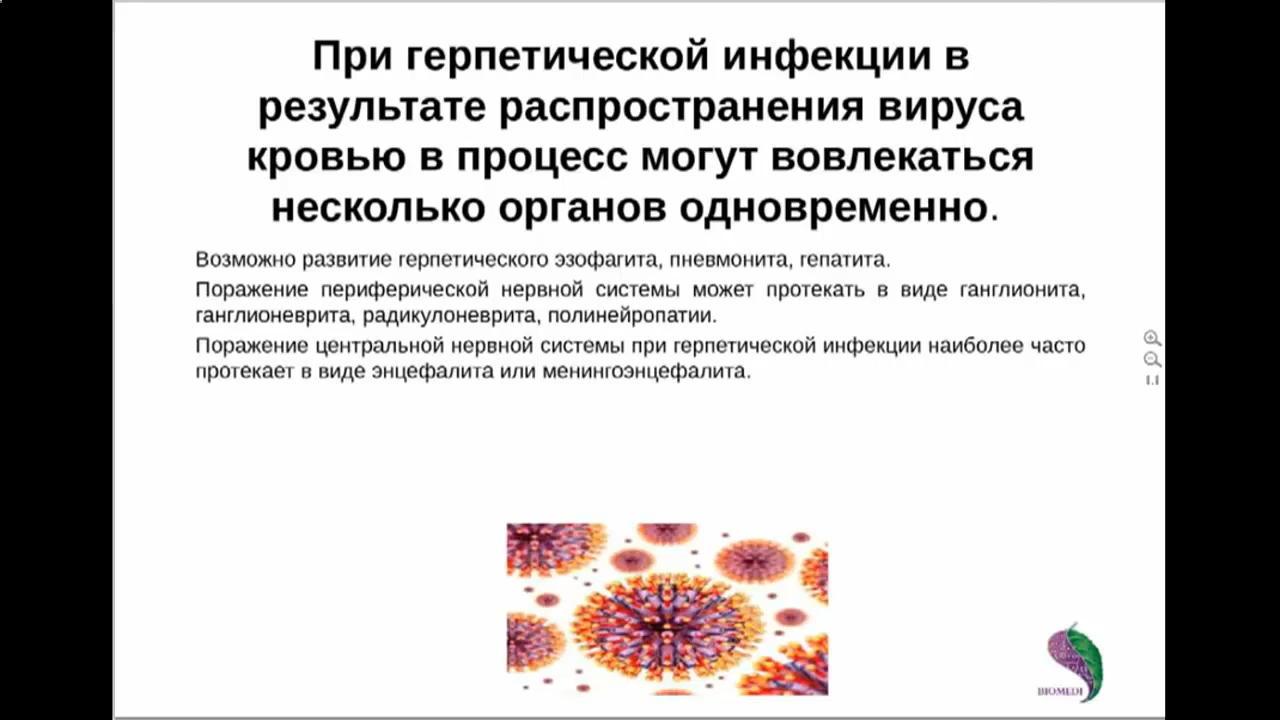 При герпетической инфекции в
результате распространения вируса
кровью в процесс могут вовлекаться
несколько органов одновременно.
Возможно развитие герпетического эзофагита, пневмонита, гепатита.
Поражение периферической нервной системы может протекать в виде ганглионита,
ганглионеврита, радикулоневрита, полинейропатии.
Поражение центральной нервной системы при герпетической инфекции наиболее часто
протекает в виде энцефалита или менингоэнцефалита.
1.1
BIOMEDI